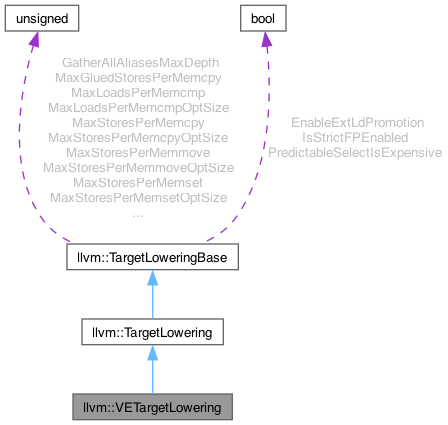 unsigned
bool
GatherAllAliasesMaxDepth
MaxGluedStoresPerMemcpy
MaxLoadsPerMemcmp
MaxLoadsPerMemcmpOptSize
MaxStoresPerMemcpy
MaxStoresPerMemcpyOptSize
MaxStoresPerMemmove
MaxStoresPerMemmoveOptSize
MaxStoresPerMemset
MaxStoresPerMemsetOptSize
...
EnableExtLdPromotion
IsStrictFPEnabled
PredictableSelectIsExpensive
llvm::TargetLoweringBase
llvm::TargetLowering
llvm::VETargetLowering